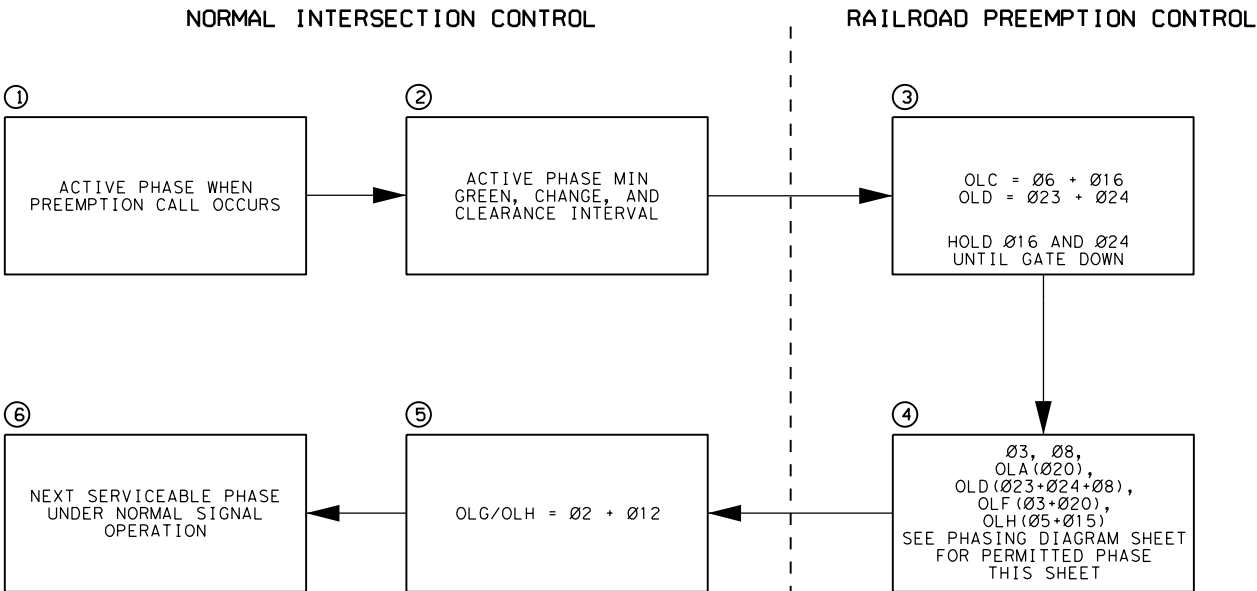 NORMAL INTERSECTION CONTROL
RAILROAD PREEMPTION CONTROL
1
ACTIVE PHASE WHEN
PREEMPTION CALL OCCURS
2
ACTIVE PHASE MIN
GREEN, CHANGE, AND
CLEARANCE INTERVAL
3
OLC = Ø6 + Ø16
OLD = Ø23 + Ø24
HOLD Ø16 AND Ø24
UNTIL GATE DOWN
6
NEXT SERVICEABLE PHASE
UNDER NORMAL SIGNAL
OPERATION
5
OLG/OLH = Ø2 + Ø12
4
Ø3, Ø8,
OLA(Ø20),
OLD(Ø23+Ø24+Ø8),
OLF(Ø3+Ø20),
OLH(Ø5+Ø15)
SEE PHASING DIAGRAM SHEET
FOR PERMITTED PHASE
THIS SHEET